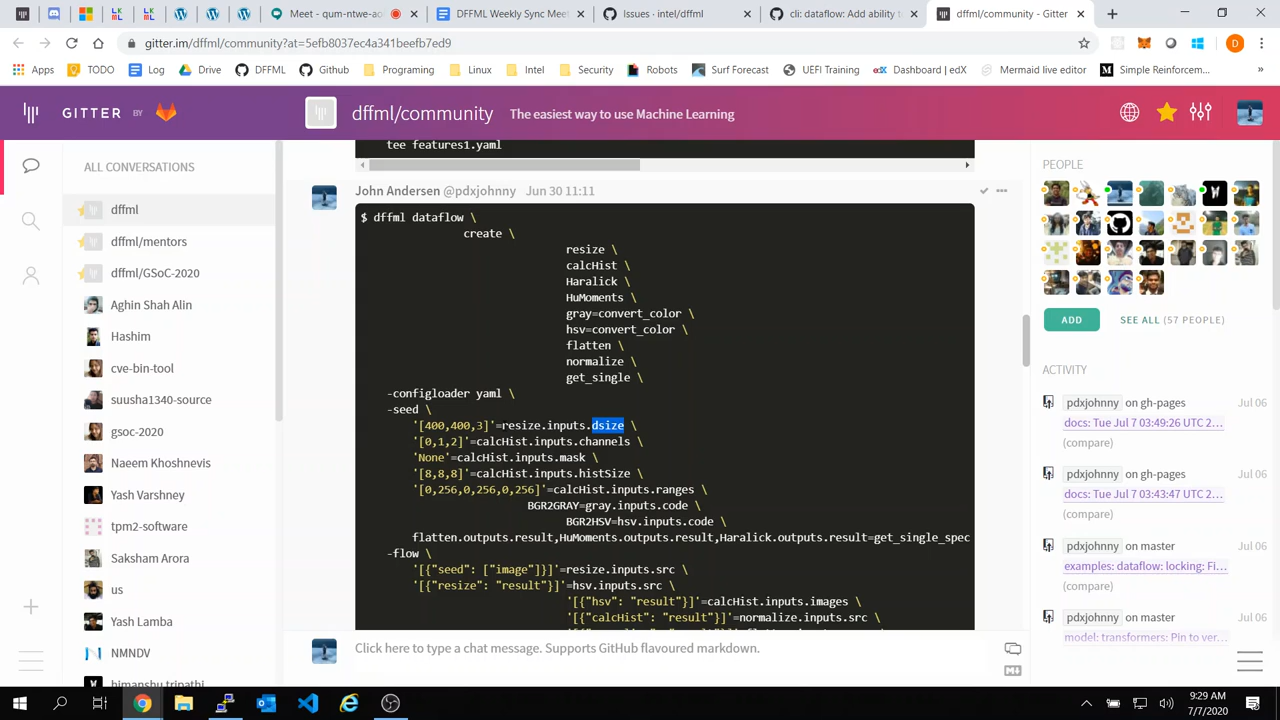 Meet - qum-ntwe-aol
DFFML Weekly Sync Meet
Issues · intel/dffml
cli: dataflow: Add ability t
dffml/community - Gitter
gitter.im/dffml/community?at=5efb8037ec4a341beefb7ed9
Apps
TODO
Log
Drive
DFFML
Github
Programing
Linux
Intel
Security
Robots
Surf Forecast
UEFI Training
Dashboard | edX
Mermaid live editor
Simple Reinforcem...
GITTER BY
dffml/community
The easiest way to use Machine Learning
ALL CONVERSATIONS
dffml
dffml/mentors
dffml/GSoC-2020
Aghin Shah Alin
Hashim
cve-bin-tool
suusha1340-source
gsoc-2020
Naeem Khoshnevis
Yash Varshney
tpm2-software
Saksham Arora
us
Yash Lamba
NMNDV
himanshu tripathi
tee features1.yaml
John Andersen @pdxjohnny Jun 30 11:11
$ dffml dataflow \
create \
resize \
calcHist \
Haralick \
HuMoments \
gray=convert_color \
hsv=convert_color \
flatten \
normalize \
get_single \
-configloader yaml \
-seed \
'[400,400,3]'=resize.inputs.dsize \
'[0,1,2]'=calcHist.inputs.channels \
'None'=calcHist.inputs.mask \
'[8,8,8]'=calcHist.inputs.histSize \
'[0,256,0,256,0,256]'=calcHist.inputs.ranges \
BGR2GRAY=gray.inputs.code \
BGR2HSV=hsv.inputs.code \
flatten.outputs.result,HuMoments.outputs.result,Haralick.outputs.result=get_single_spec
-flow \
'[{"seed": ["image"]}]'=resize.inputs.src \
'[{"resize": "result"}]'=hsv.inputs.src \
'[{"hsv": "result"}]'=calcHist.inputs.images \
'[{"calcHist": "result"}]'=normalize.inputs.src \
Click here to type a chat message. Supports GitHub flavoured markdown.
PEOPLE
ADD
SEE ALL (57 PEOPLE)
ACTIVITY
pdxjohnny on gh-pages Jul 06
docs: Tue Jul 7 03:49:26 UTC 2...
(compare)
pdxjohnny on gh-pages Jul 06
docs: Tue Jul 7 03:43:47 UTC 2...
(compare)
pdxjohnny on master Jul 06
examples: dataflow: locking: Fi...
(compare)
pdxjohnny on master Jul 06
model: transformers: Pin to ver...
9:29 AM
7/7/2020